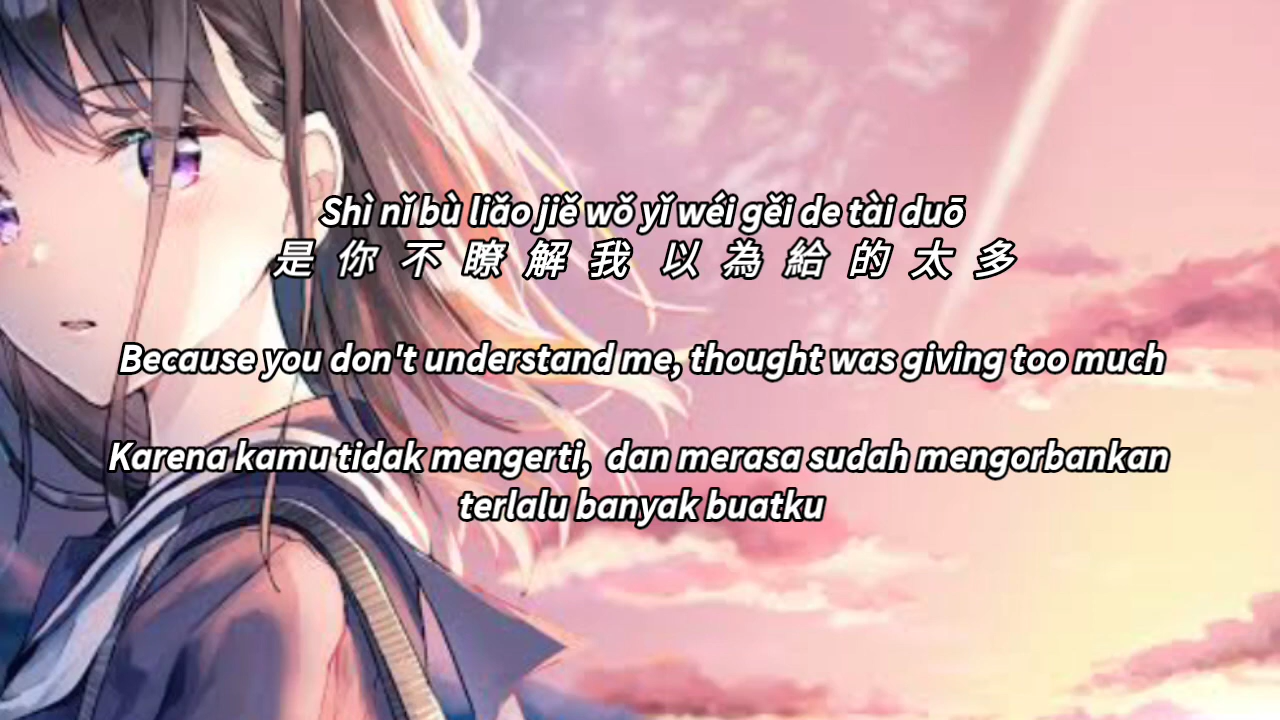 Shì nǐ bù liǎo jiě wǒ yǐ wéi gěi de tài duō
是 你 不 瞭 解 我 以 為 給 的 太 多
Because you don't understand me, thought was giving too much
Karena kamu tidak mengerti, dan merasa sudah mengorbankan
terlalu banyak buatku